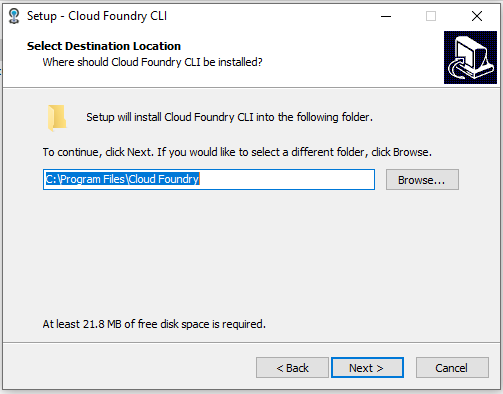 Setup - Cloud Foundry CLI
Select Destination Location
Where should Cloud Foundry CLI be installed?
Setup will install Cloud Foundry CLI into the following folder.
To continue, click Next. If you would like to select a different folder, click Browse.
C:\Program Files\Cloud Foundry
Browse...
At least 21.8 MB of free disk space is required.
< Back
Next >
Cancel